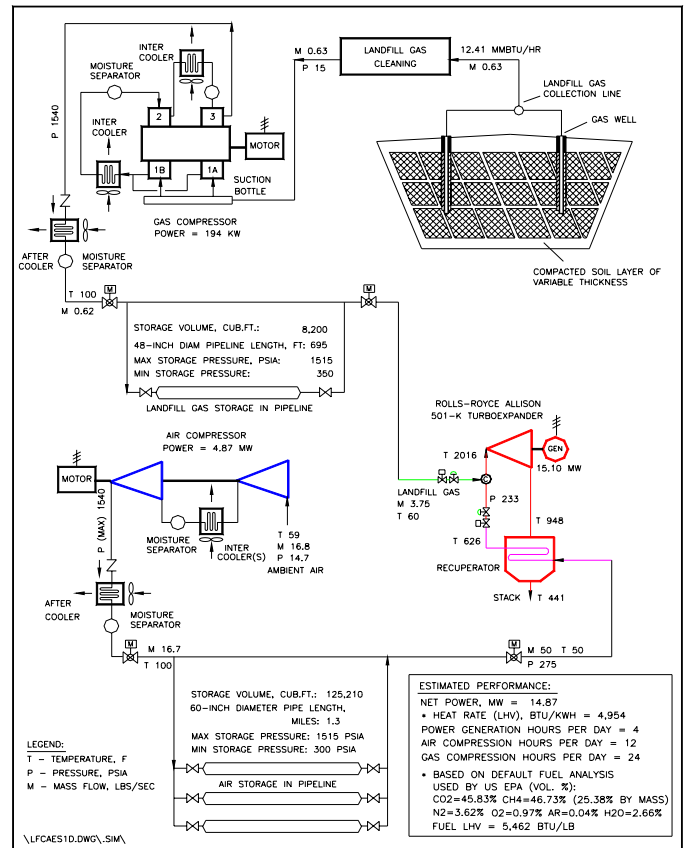 M 0.63
P 15
LANDFILL GAS
CLEANING
12.41 MMBTU/HR
M 0.63
LANDFILL GAS
COLLECTION LINE
GAS WELL
COMPACTED SOIL LAYER OF
VARIABLE THICKNESS
INTER
COOLER
MOISTURE
SEPARATOR
P 1540
2
3
INTER
COOLER
MOTOR
1B
1A
SUCTION
BOTTLE
GAS COMPRESSOR
POWER = 194 KW
AFTER
COOLER
MOISTURE
SEPARATOR
T 100
M 0.62
M
M
STORAGE VOLUME, CUB.FT.: 8,200
48-INCH DIAM PIPELINE LENGTH, FT: 695
MAX STORAGE PRESSURE, PSIA: 1515
MIN STORAGE PRESSURE: 350
LANDFILL GAS STORAGE IN PIPELINE
ROLLS-ROYCE ALLISON
501-K TURBOEXPANDER
T 2016
GEN
15.10 MW
C
LANDFILL GAS
M 3.75
T 60
P 233
T 948
T 626
RECUPERATOR
STACK
T 441
AIR COMPRESSOR
POWER = 4.87 MW
MOTOR
P (MAX) 1540
MOISTURE
SEPARATOR
INTER
COOLER(S)
T 59
M 16.8
P 14.7
AMBIENT AIR
AFTER
COOLER
MOISTURE
SEPARATOR
M
M 16.7
T 100
M
M 50 T 50
P 275
STORAGE VOLUME, CUB.FT.: 125,210
60-INCH DIAMETER PIPE LENGTH,
MILES: 1.3
MAX STORAGE PRESSURE: 1515 PSIA
MIN STORAGE PRESSURE: 300 PSIA
AIR STORAGE IN PIPELINE
LEGEND:
T - TEMPERATURE, F
P - PRESSURE, PSIA
M - MASS FLOW, LBS/SEC
\LFCAES1D.DWG\.SIM\
ESTIMATED PERFORMANCE:
NET POWER, MW = 14.87
* HEAT RATE (LHV), BTU/KWH = 4,954
POWER GENERATION HOURS PER DAY = 4
AIR COMPRESSION HOURS PER DAY = 12
GAS COMPRESSION HOURS PER DAY = 24
* BASED ON DEFAULT FUEL ANALYSIS
USED BY US EPA (VOL. %):
CO2=45.83% CH4=46.73% (25.38% BY MASS)
N2=3.62% O2=0.97% AR=0.04% H2O=2.66%
FUEL LHV = 5,462 BTU/LB